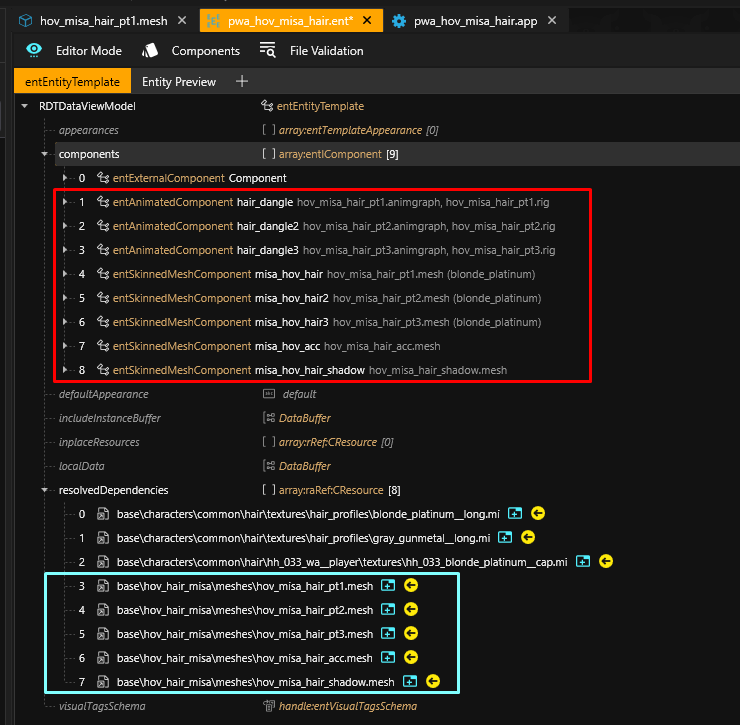 hov_misa_hair_pt1.mesh pwa_hov_misa_hair.ent* pwa_hov_misa_hair.app
Editor Mode Components File Validation
entEntityTemplate Entity Preview
RDTDataViewModel entEntityTemplate
appearances [ ] array:entTemplateAppearance [0]
components [ ] array:entIComponent [9]
0 entExternalComponent Component
1 entAnimatedComponent hair_dangle hov_misa_hair_pt1.animgraph, hov_misa_hair_pt1.rig
2 entAnimatedComponent hair_dangle2 hov_misa_hair_pt2.animgraph, hov_misa_hair_pt2.rig
3 entAnimatedComponent hair_dangle3 hov_misa_hair_pt3.animgraph, hov_misa_hair_pt3.rig
4 entSkinnedMeshComponent misa_hov_hair hov_misa_hair_pt1.mesh (blonde_platinum)
5 entSkinnedMeshComponent misa_hov_hair2 hov_misa_hair_pt2.mesh (blonde_platinum)
6 entSkinnedMeshComponent misa_hov_hair3 hov_misa_hair_pt3.mesh (blonde_platinum)
7 entSkinnedMeshComponent misa_hov_acc hov_misa_hair_acc.mesh
8 entSkinnedMeshComponent misa_hov_hair_shadow hov_misa_hair_shadow.mesh
defaultAppearance default
includeInstanceBuffer DataBuffer
inplaceResources [ ] array:rRef:CResource [0]
localData DataBuffer
resolvedDependencies [ ] array:raRef:CResource [8]
0 base\characters\common\hair\textures\hair_profiles\blonde_platinum__long.mi
1 base\characters\common\hair\textures\hair_profiles\gray_gunmetal__long.mi
2 base\characters\common\hair\hh_033_wa__player\textures\hh_033_blonde_platinum__cap.mi
3 base\hov_hair_misa\meshes\hov_misa_hair_pt1.mesh
4 base\hov_hair_misa\meshes\hov_misa_hair_pt2.mesh
5 base\hov_hair_misa\meshes\hov_misa_hair_pt3.mesh
6 base\hov_hair_misa\meshes\hov_misa_hair_acc.mesh
7 base\hov_hair_misa\meshes\hov_misa_hair_shadow.mesh
visualTagsSchema handle:entVisualTagsSchema